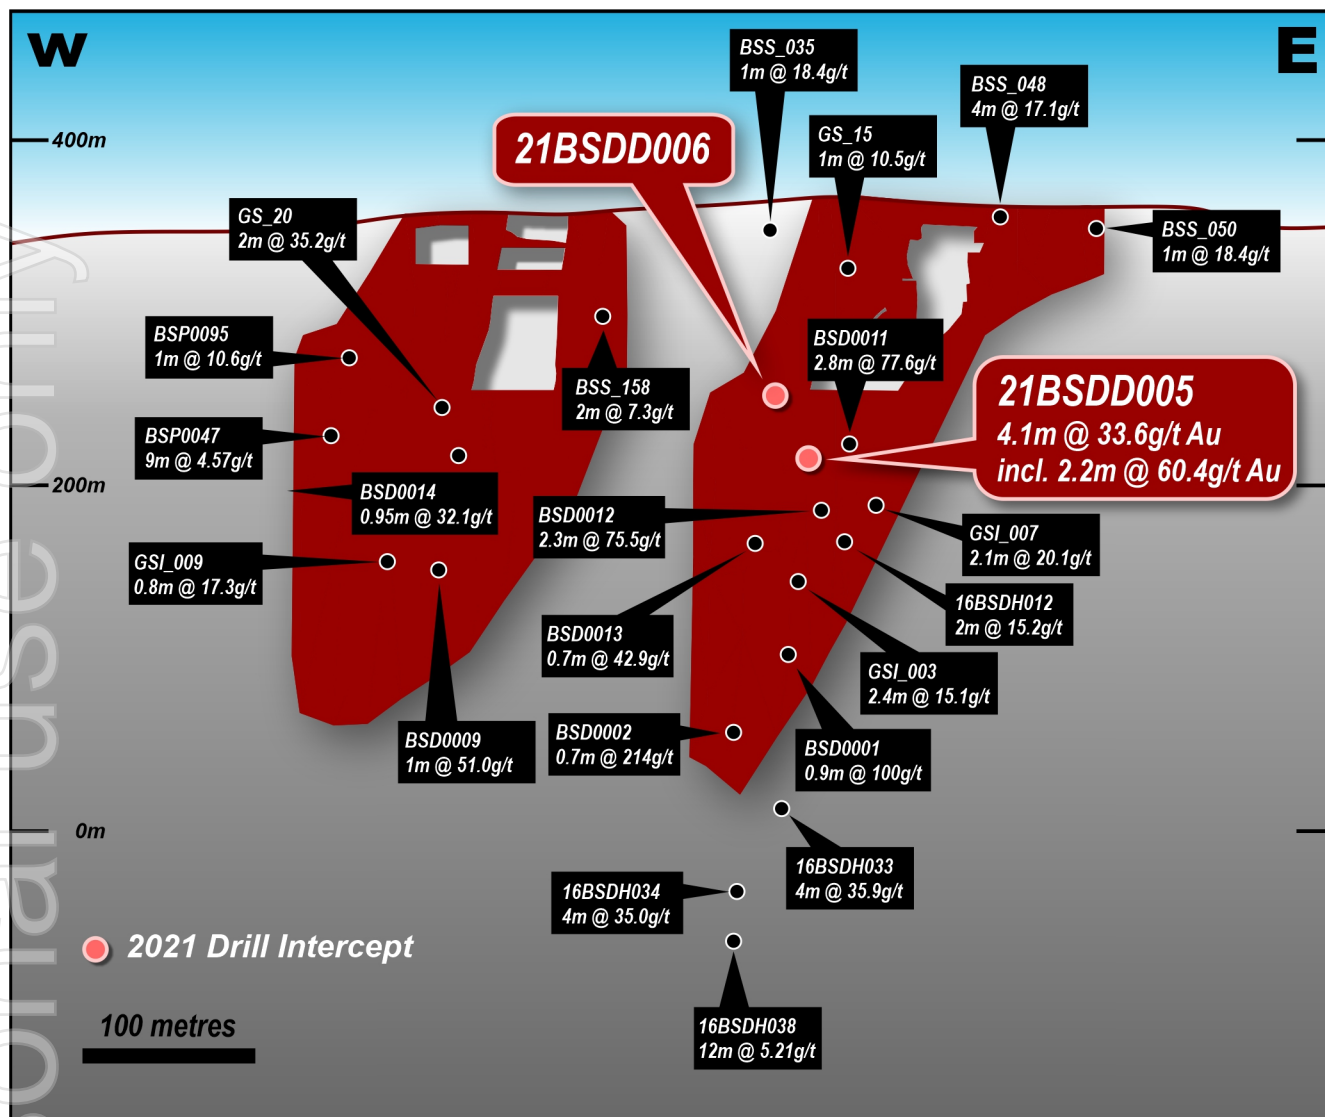 W
E
BSS_035
1m @ 18.4g/t
BSS_048
4m @ 17.1g/t
400m
21BSDD006
GS_15
1m @ 10.5g/t
GS_20
2m @ 35.2g/t
BSS_050
1m @ 18.4g/t
BSP0095
1m @ 10.6g/t
BSD0011
2.8m @ 77.6g/t
BSS_158
2m @ 7.3g/t
21BSDD005
4.1m @ 33.6g/t Au
incl. 2.2m @ 60.4g/t Au
BSP0047
9m @ 4.57g/t
200m
BSD0014
0.95m @ 32.1g/t
BSD0012
2.3m @ 75.5g/t
GSI_007
2.1m @ 20.1g/t
GSI_009
0.8m @ 17.3g/t
16BSDH012
2m @ 15.2g/t
BSD0013
0.7m @ 42.9g/t
GSI_003
2.4m @ 15.1g/t
BSD0009
1m @ 51.0g/t
BSD0002
0.7m @ 214g/t
BSD0001
0.9m @ 100g/t
0m
16BSDH033
4m @ 35.9g/t
16BSDH034
4m @ 35.0g/t
2021 Drill Intercept
16BSDH038
12m @ 5.21g/t
100 metres
use only